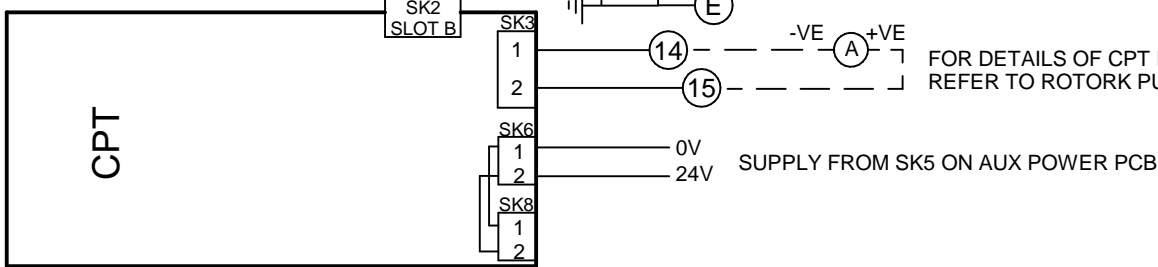 SK2
SLOT B
E
SK3
1
14
-VE
A
+VE
FOR DETAILS OF CPT
2
15
REFER TO ROTORK
CPT
SK6
1
0V
2
24V
SUPPLY FROM SK5 ON AUX POWER PCB
SK8
1
2